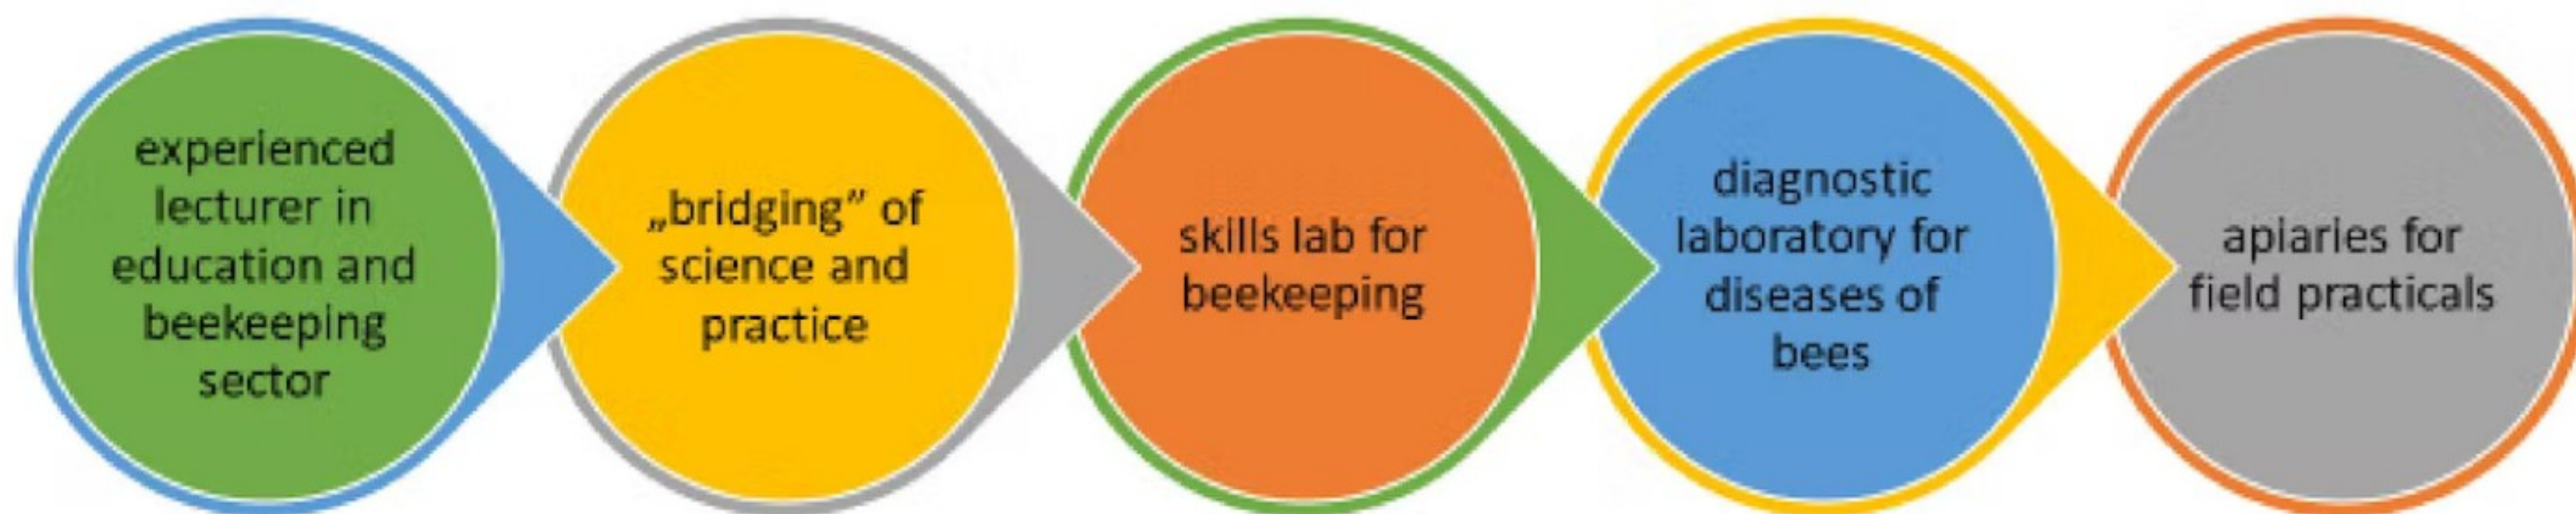 experienced
lecturer in
education and
beekeeping
sector
„bridging” of
science and
practice
skills lab for
beekeeping
diagnostic
laboratory for
diseases of
bees
apiaries for
field practicals